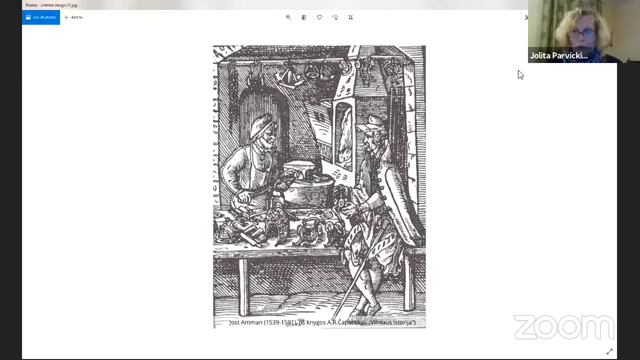 Photos - Untitled design (7).jpg
See all photos
Add to
Jolita Parvicki...
Jost Amman (1539-1591), (iš knygos A.R.Čaplinskas „Vilniaus istorija“)
zoom